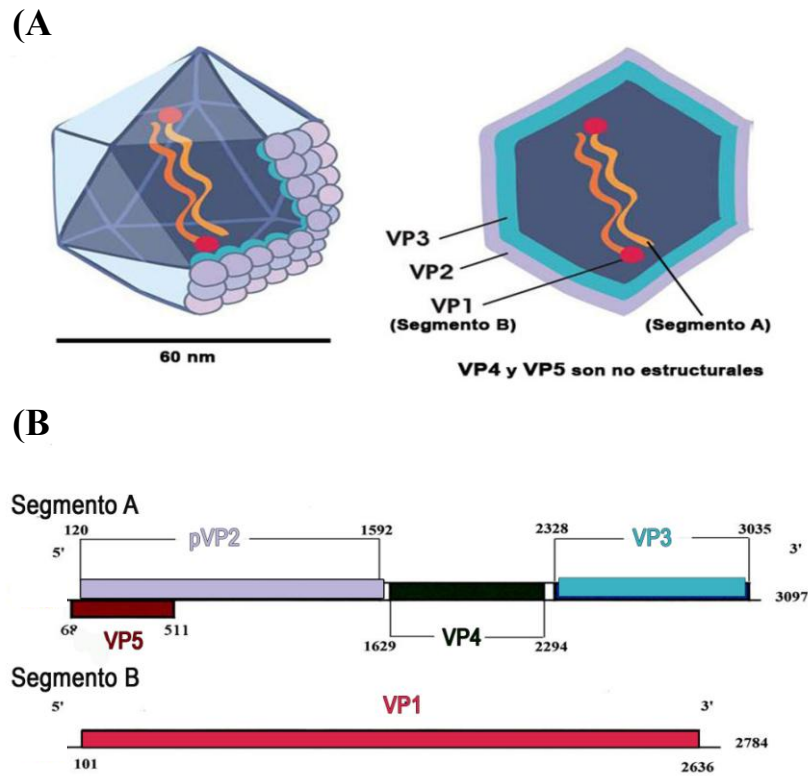 (A
VP3
VP2
VP1
(Segmento B)
(Segmento A)
60 nm
VP4 y VP5 son no estructurales
(B
Segmento A
120
1592
2328
3035
5'
pVP2
VP3
3'
3097
68
511
VP5
1629
VP4
2294
Segmento B
5'
VP1
3'
2784
101
2636